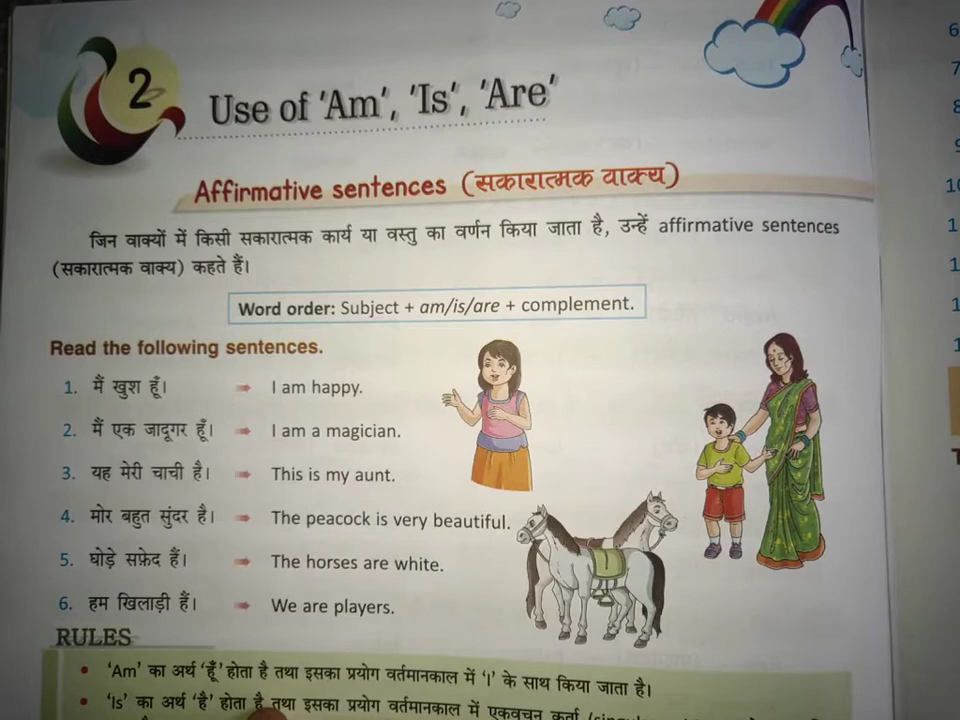 2
Use of 'Am', 'Is', 'Are'
Affirmative sentences (सकारात्मक वाक्य)
जिन वाक्यों में किसी सकारात्मक कार्य या वस्तु का वर्णन किया जाता है, उन्हें affirmative sentences
(सकारात्मक वाक्य) कहते हैं।
Word order: Subject + am/is/are + complement.
Read the following sentences.
1. मैं खुश हूँ। ➡ I am happy.
2. मैं एक जादूगर हूँ। ➡ I am a magician.
3. यह मेरी चाची है। ➡ This is my aunt.
4. मोर बहुत सुंदर है। ➡ The peacock is very beautiful.
5. घोड़े सफ़ेद हैं। ➡ The horses are white.
6. हम खिलाड़ी हैं। ➡ We are players.
RULES
• 'Am' का अर्थ 'हूँ' होता है तथा इसका प्रयोग वर्तमानकाल में 'I' के साथ किया जाता है।
• 'Is' का अर्थ 'है' होता है तथा इसका प्रयोग वर्तमानकाल में एकवचन कर्ता